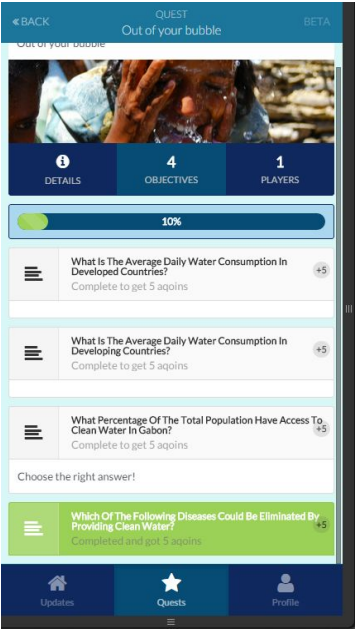 « BACK
QUEST
Out of your bubble
BETA
Out of your bubble
DETAILS
4
OBJECTIVES
1
PLAYERS
10%
What Is The Average Daily Water Consumption In
Developed Countries?
+5
Complete to get 5 aqoins
What Is The Average Daily Water Consumption In
Developing Countries?
+5
Complete to get 5 aqoins
What Percentage Of The Total Population Have Access To
Clean Water In Gabon?
+5
Complete to get 5 aqoins
Choose the right answer!
Which Of The Following Diseases Could Be Eliminated By
Providing Clean Water?
+5
Completed and got 5 aqoins
Updates
Quests
Profile